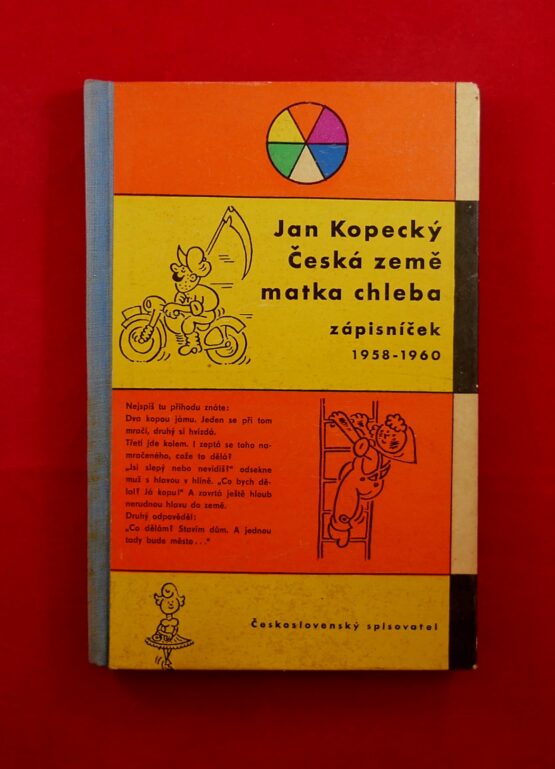 Jan Kopecký
Česká země
matka chleba
zápisníček
1958-1960
Nejspíš tu příhodu znáte:
Dva kopou jámu. Jeden se při tom
mračí, druhý si hvízdá.
Třetí jde kolem. I zeptá se toho na-
mračeného, cože to dělá?
„Jsi slepý nebo nevidíš?" odsekne
muž s hlavou v hlíně. „Co bych dě-
lal? Já kopu!" A zavrtá ještě hloub
nerudnou hlavu do země.
Druhý odpověděl:
„Co dělám? Stavím dům. A jednou
tady bude město..."
Československý spisovatel